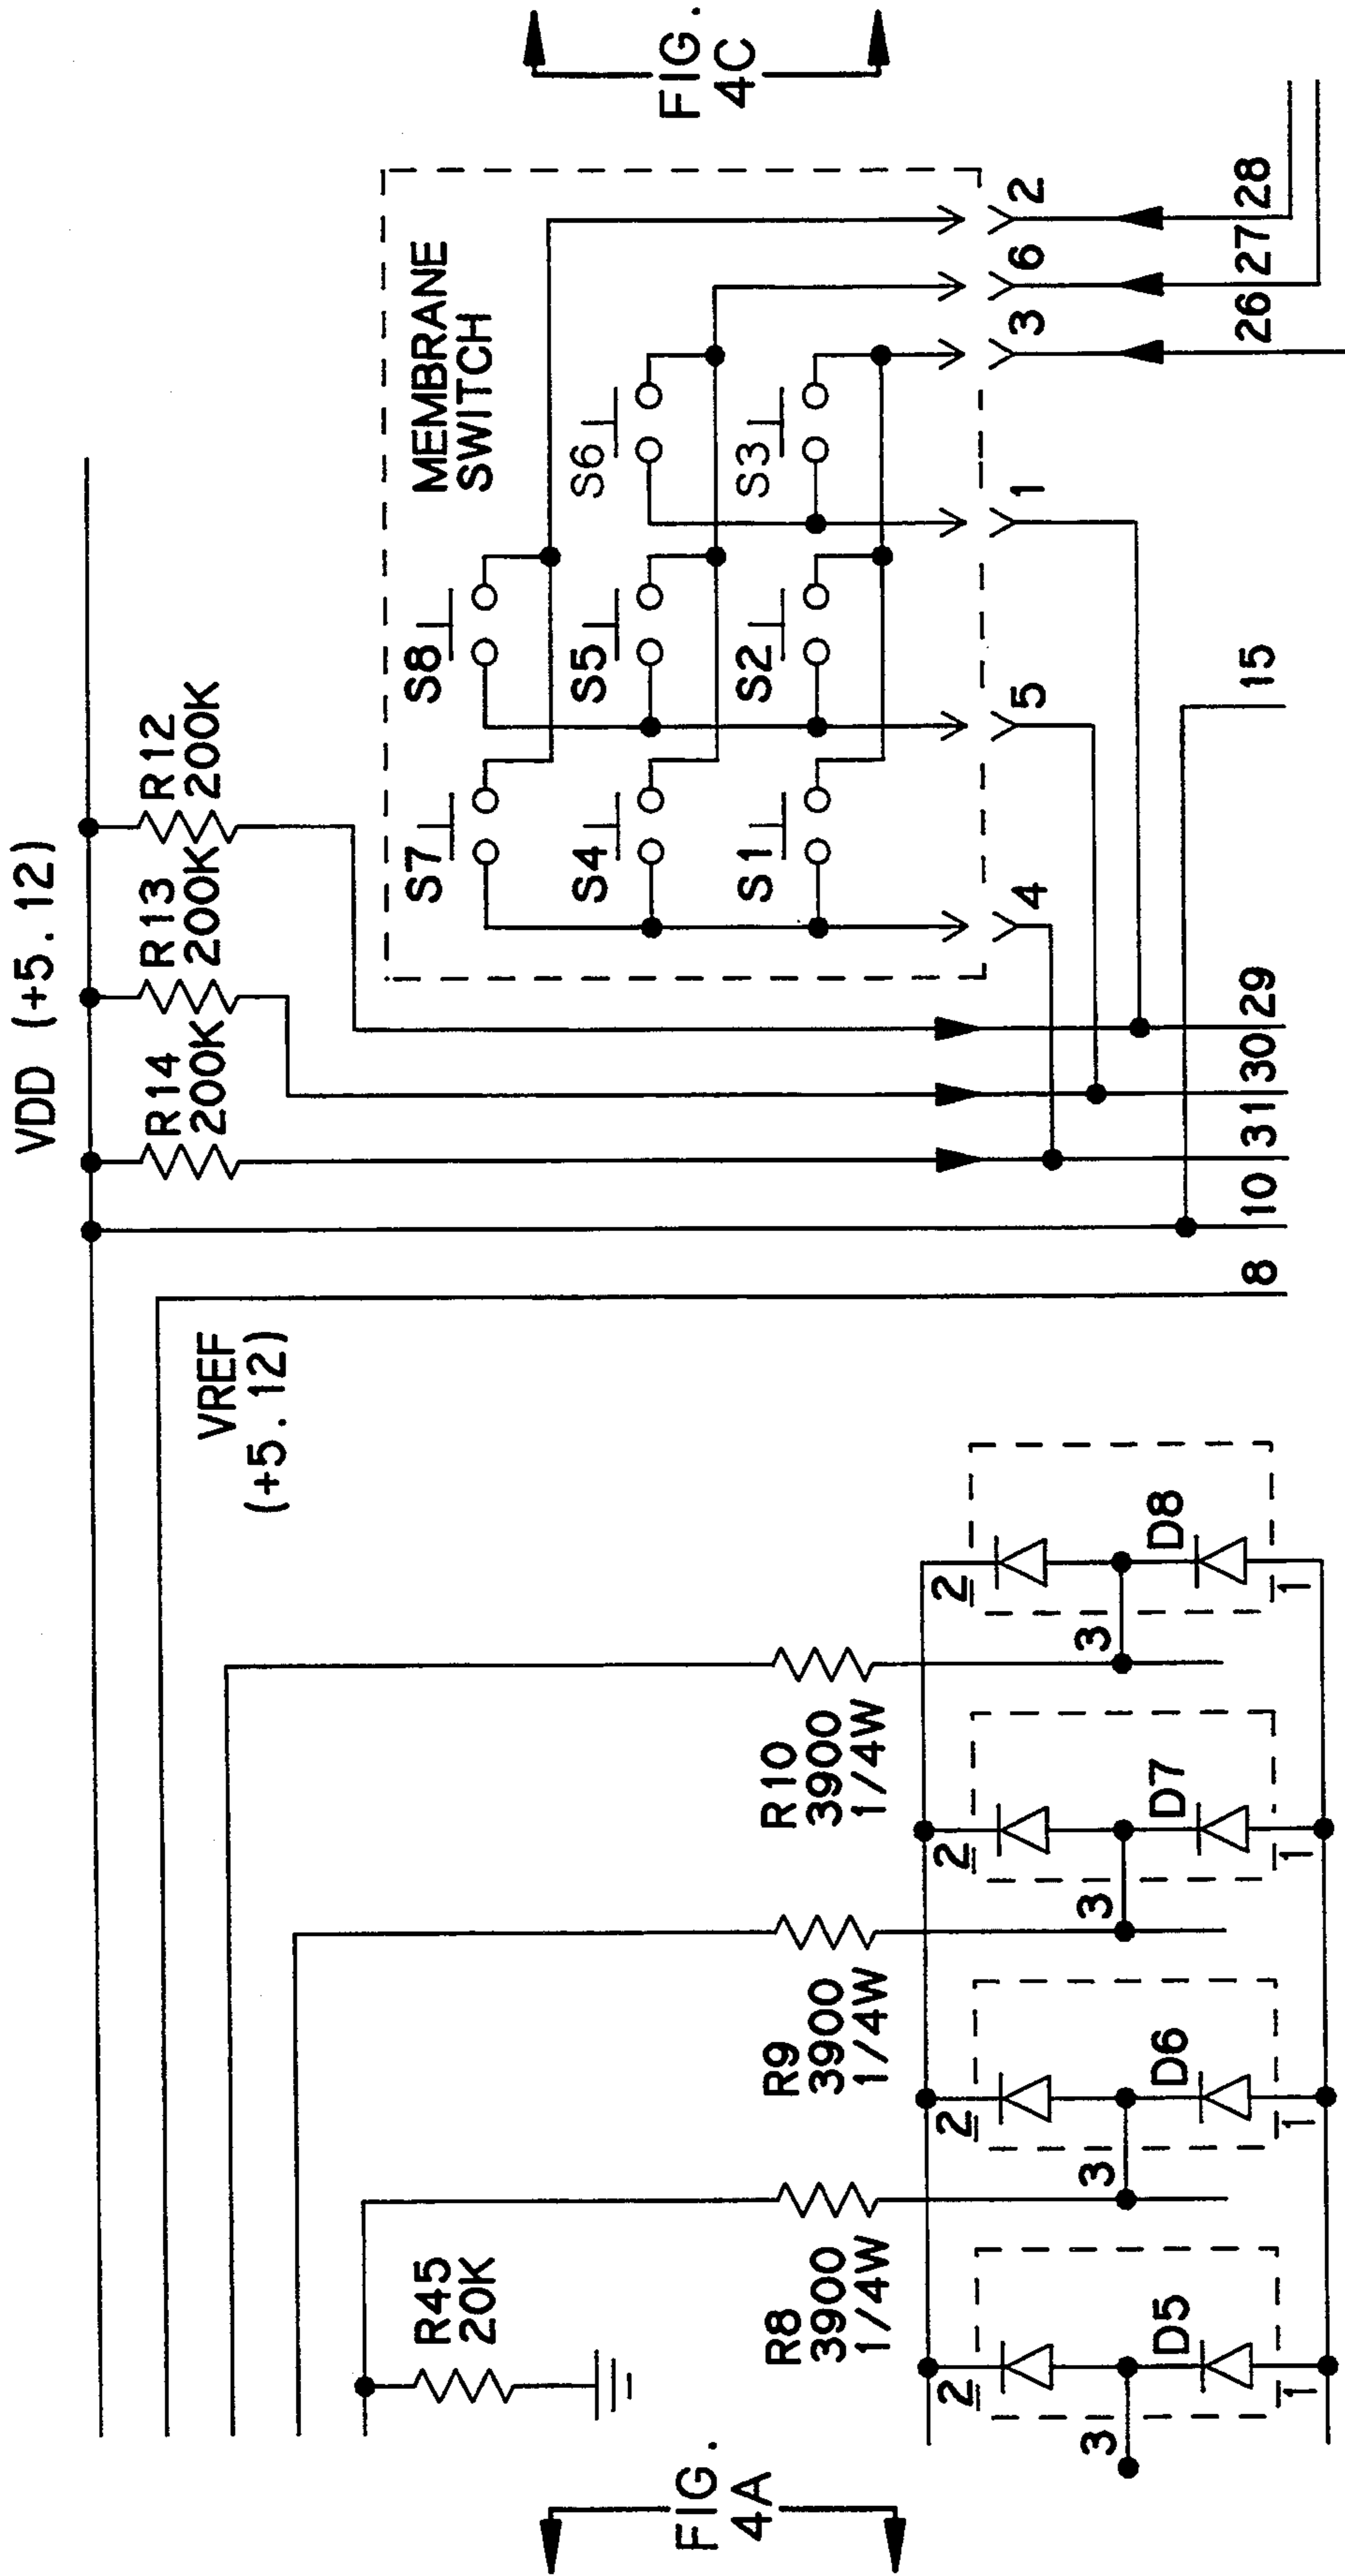 VDD (+5.12)
R14
200K
R13
200K
R12
200K
VREF
(+5.12)
MEMBRANE
SWITCH
S7
S8
S4
S5
S6
S1
S2
S3
4
5
1
3
6
2
8
10
31
30
29
15
26
27
28
R45
20K
R8
3900
1/4W
R9
3900
1/4W
R10
3900
1/4W
2
3
D5
1
2
3
D6
1
2
3
D7
1
2
3
D8
1
FIG.
4A
FIG.
4C